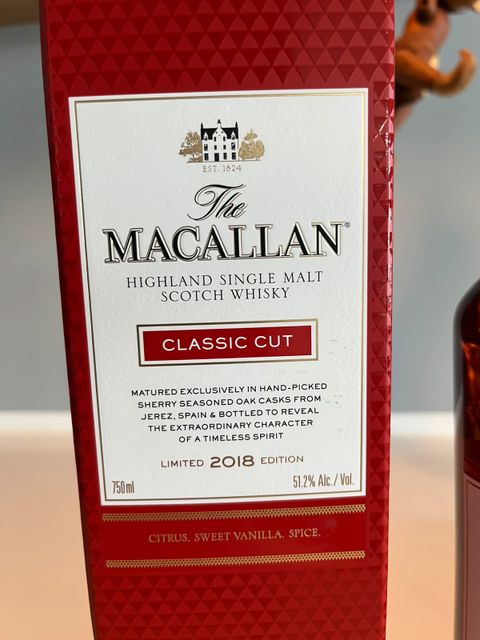 EST. 1824
The
MACALLAN®
HIGHLAND SINGLE MALT
SCOTCH WHISKY
CLASSIC CUT
MATURED EXCLUSIVELY IN HAND-PICKED
SHERRY SEASONED OAK CASKS FROM
JEREZ, SPAIN & BOTTLED TO REVEAL
THE EXTRAORDINARY CHARACTER
OF A TIMELESS SPIRIT
LIMITED 2018 EDITION
750ml 51.2% Alc. / Vol.
CITRUS. SWEET VANILLA. SPICE.